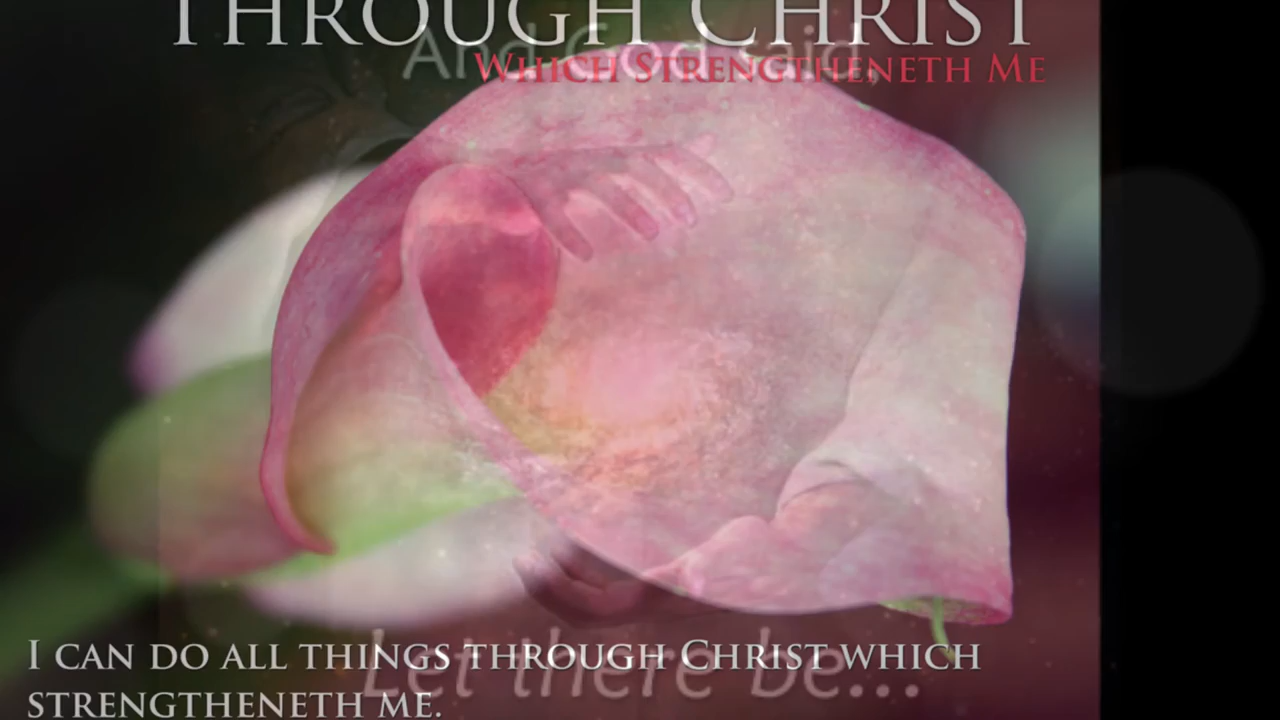 THROUGH CHRIST
And God said,
WHICH STRENGTHENETH ME
I CAN DO ALL THINGS THROUGH CHRIST WHICH
STRENGTHENETH ME.
Let there be...